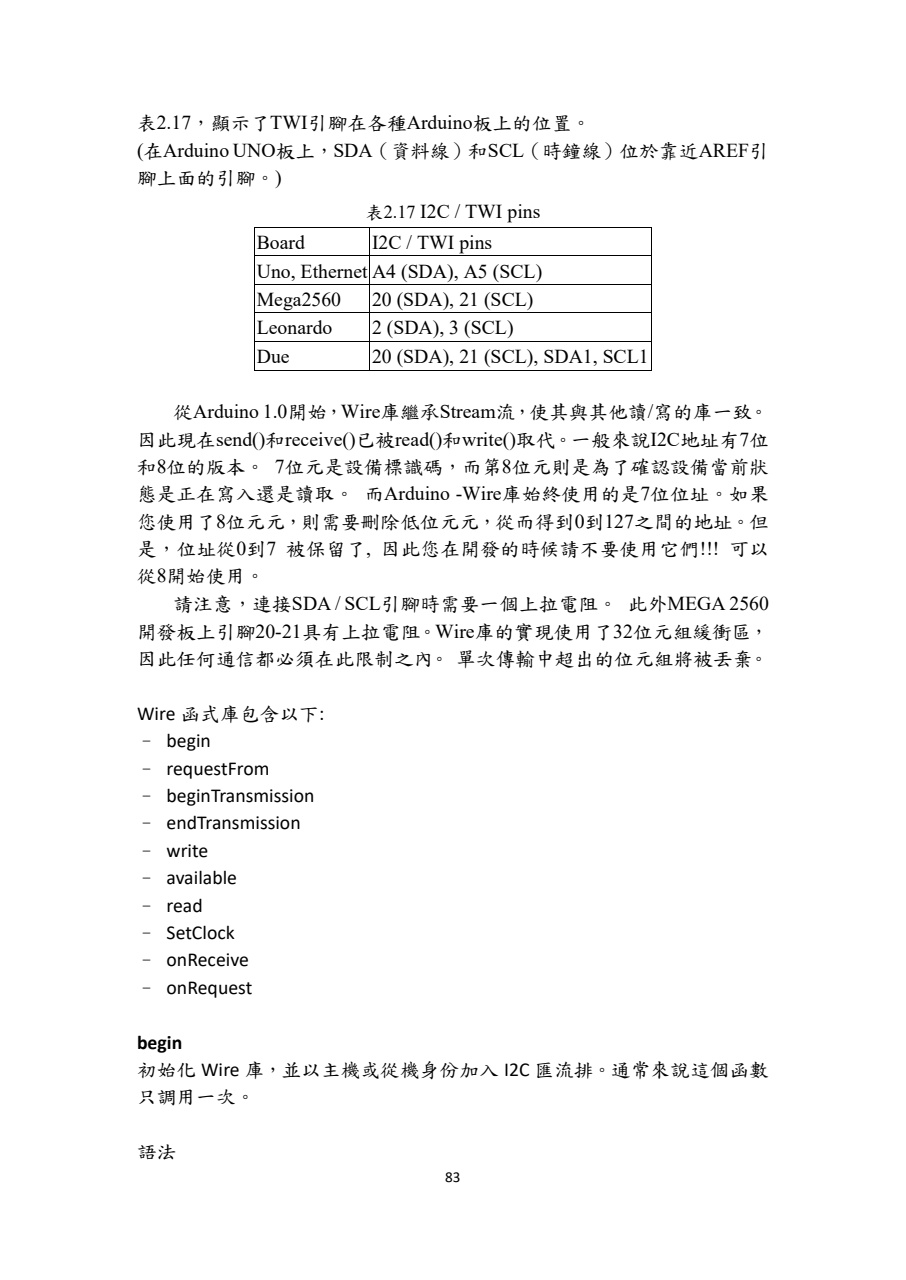 表2.17，顯示了TWI引腳在各種Arduino板上的位置。
(在Arduino UNO板上，SDA（資料線）和SCL（時鐘線）位於靠近AREF引
腳上面的引腳。)
表2.17 I2C / TWI pins
Board I2C / TWI pins
Uno, Ethernet A4 (SDA), A5 (SCL)
Mega2560 20 (SDA), 21 (SCL)
Leonardo 2 (SDA), 3 (SCL)
Due 20 (SDA), 21 (SCL), SDA1, SCL1
從Arduino 1.0開始，Wire庫繼承Stream流，使其與其他讀/寫的庫一致。
因此現在send()和receive()已被read()和write()取代。一般來說I2C地址有7位
和8位的版本。 7位元是設備標識碼，而第8位元則是為了確認設備當前狀
態是正在寫入還是讀取。 而Arduino -Wire庫始終使用的是7位位址。如果
您使用了8位元元，則需要刪除低位元元，從而得到0到127之間的地址。但
是，位址從0到7 被保留了, 因此您在開發的時候請不要使用它們!!! 可以
從8開始使用。
請注意，連接SDA / SCL引腳時需要一個上拉電阻。 此外MEGA 2560
開發板上引腳20-21具有上拉電阻。Wire庫的實現使用了32位元組緩衝區，
因此任何通信都必須在此限制之內。 單次傳輸中超出的位元組將被丟棄。
Wire 函式庫包含以下:
– begin
– requestFrom
– beginTransmission
– endTransmission
– write
– available
– read
– SetClock
– onReceive
– onRequest
begin
初始化 Wire 庫，並以主機或從機身份加入 I2C 匯流排。通常來說這個函數
只調用一次。
語法
83